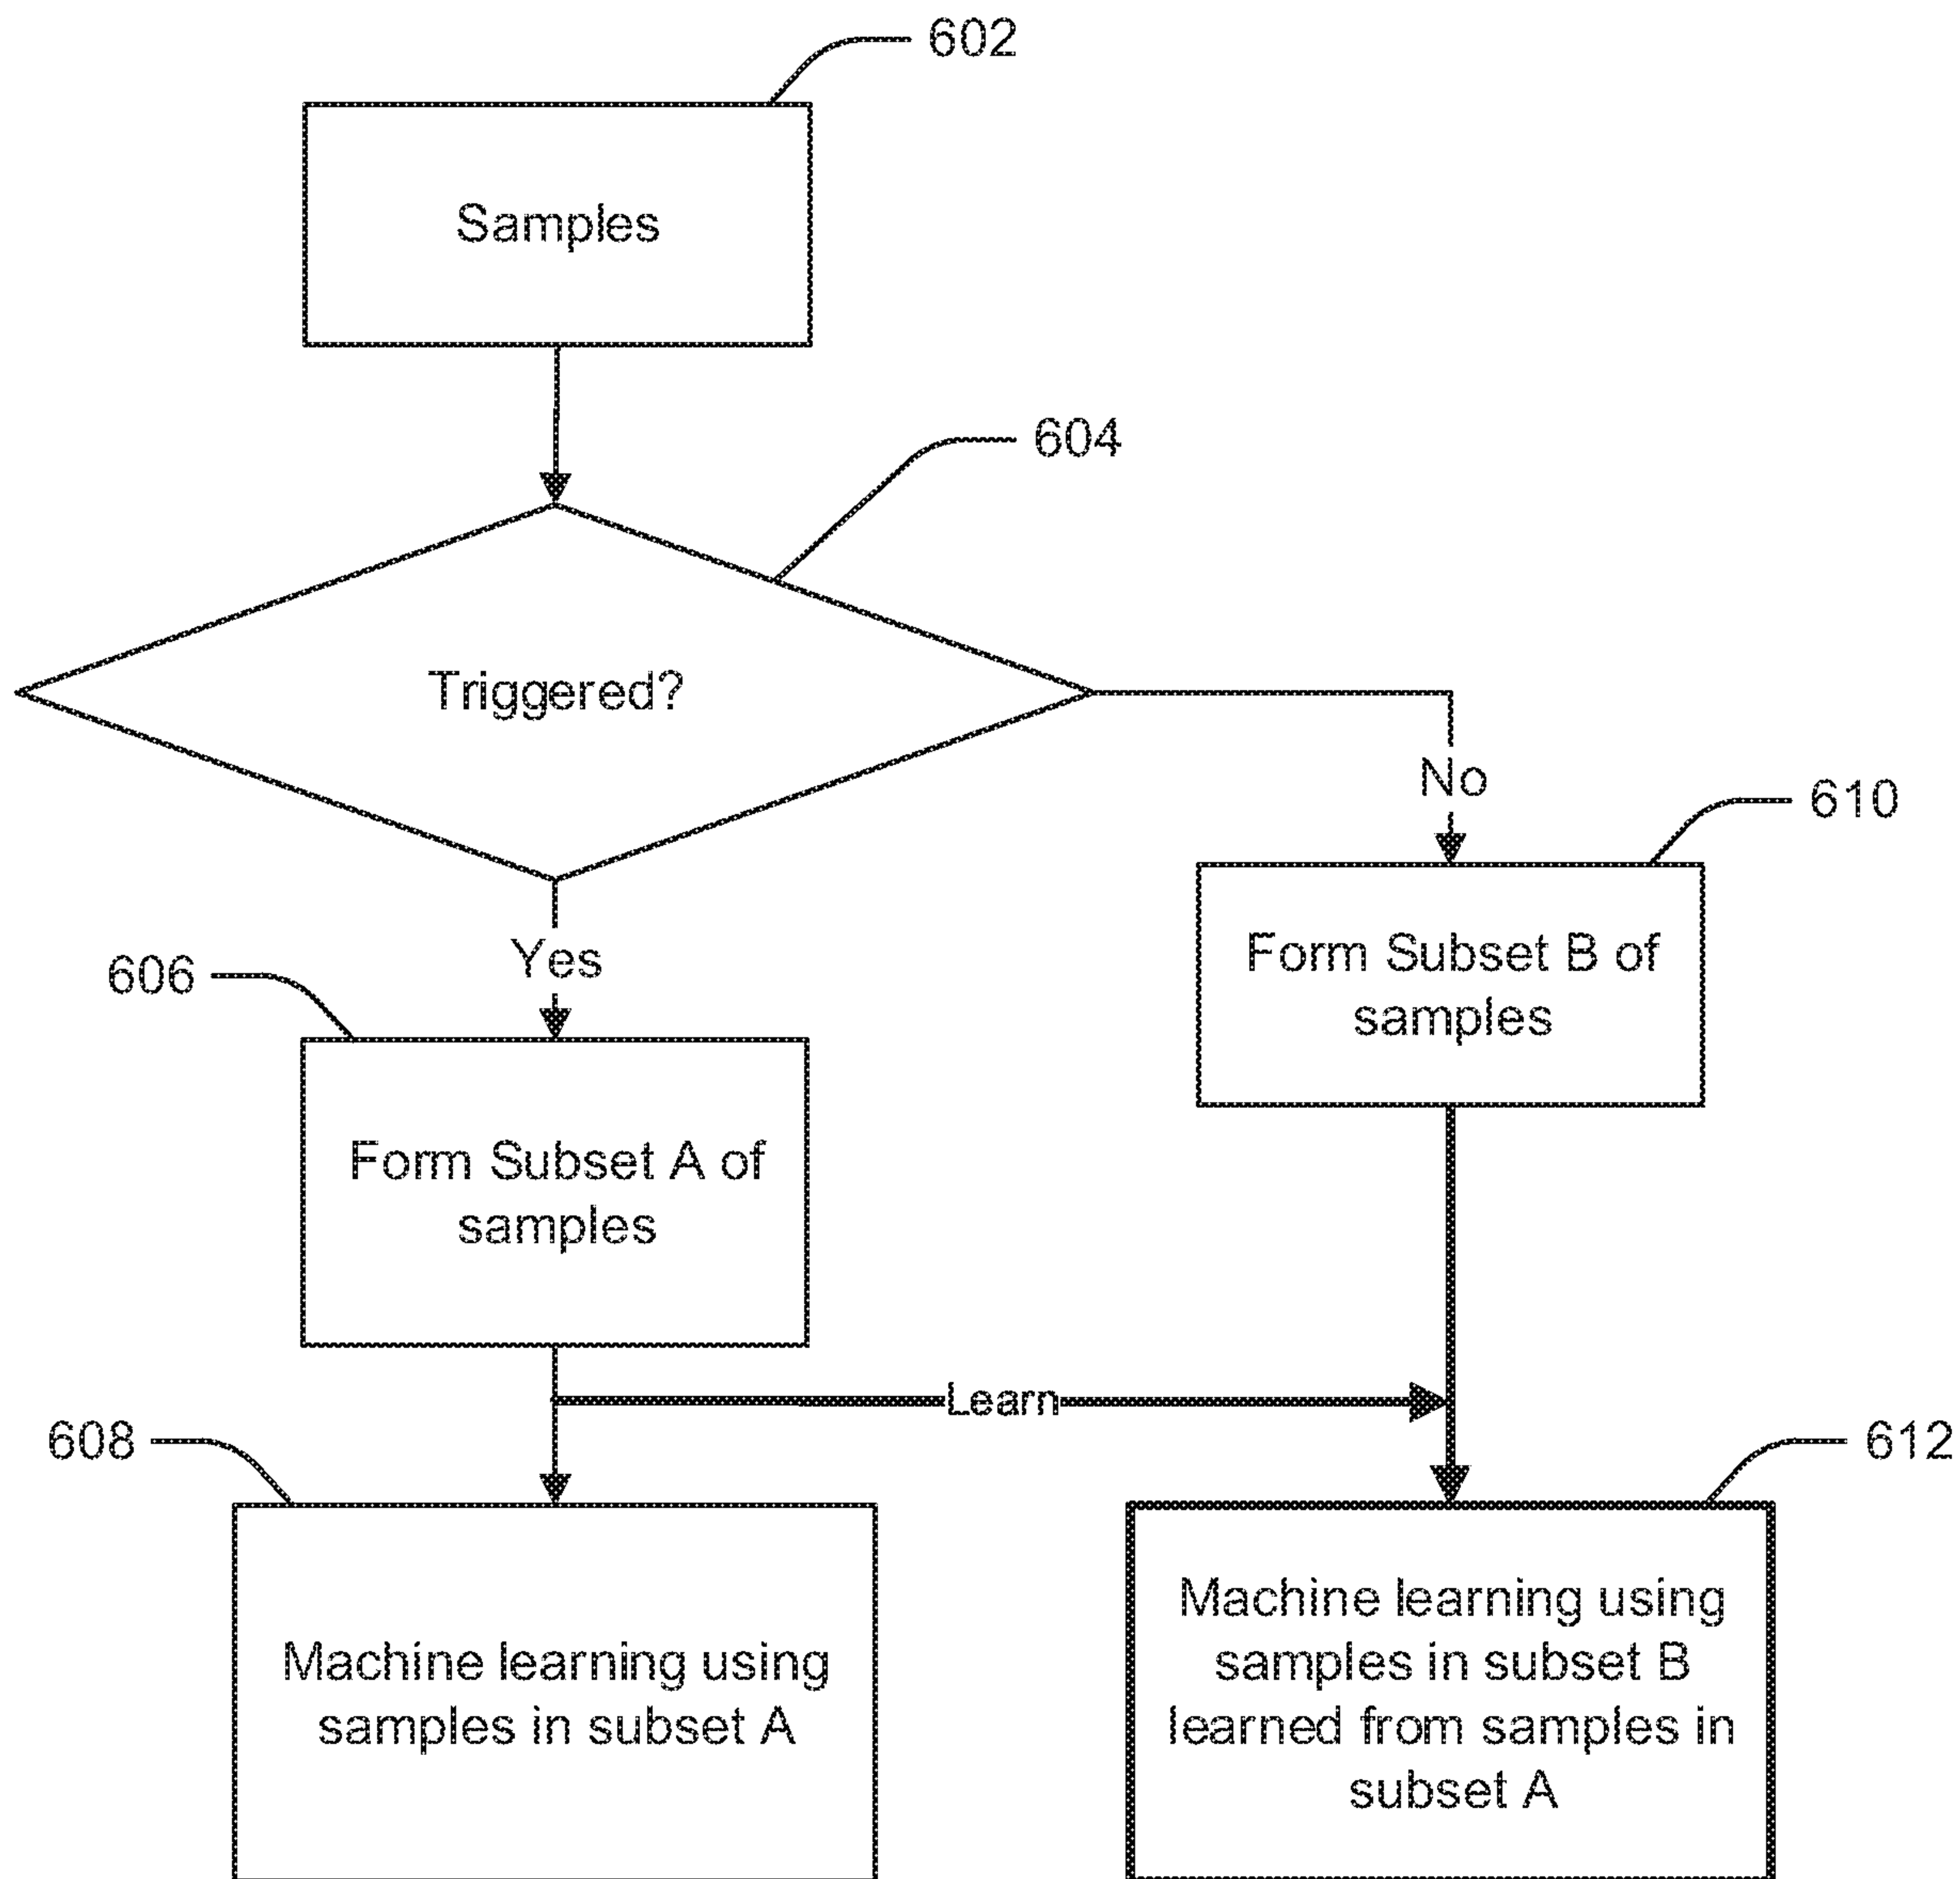 602
Samples
604
Triggered?
No
610
Yes
606
Form Subset B of
samples
Form Subset A of
samples
Learn
608
612
Machine learning using
samples in subset A
Machine learning using
samples in subset B
learned from samples in
subset A